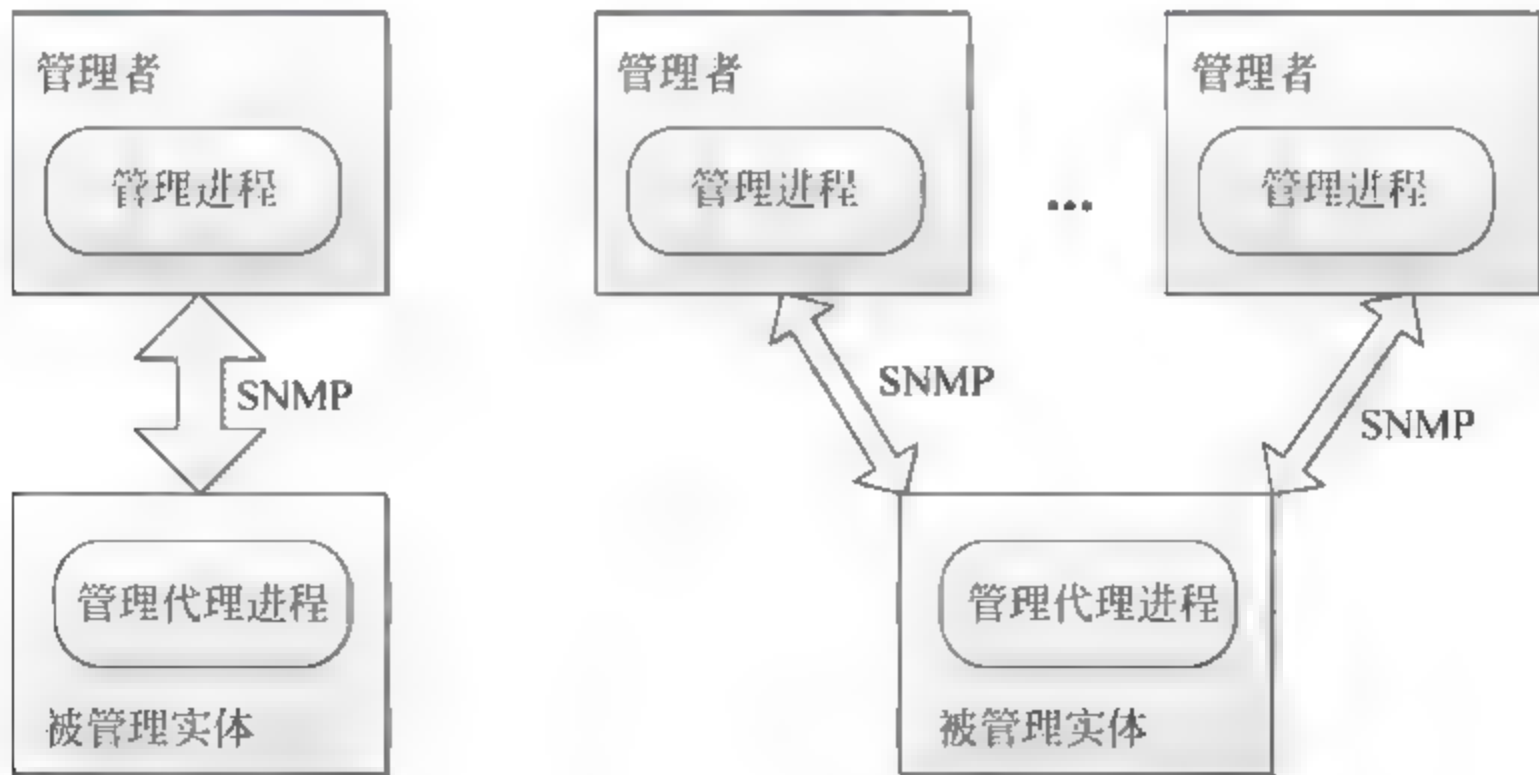 管理者
管理进程
SNMP
管理代理进程
被管理实体
管理者
管理进程
...
管理者
管理进程
SNMP
SNMP
管理代理进程
被管理实体